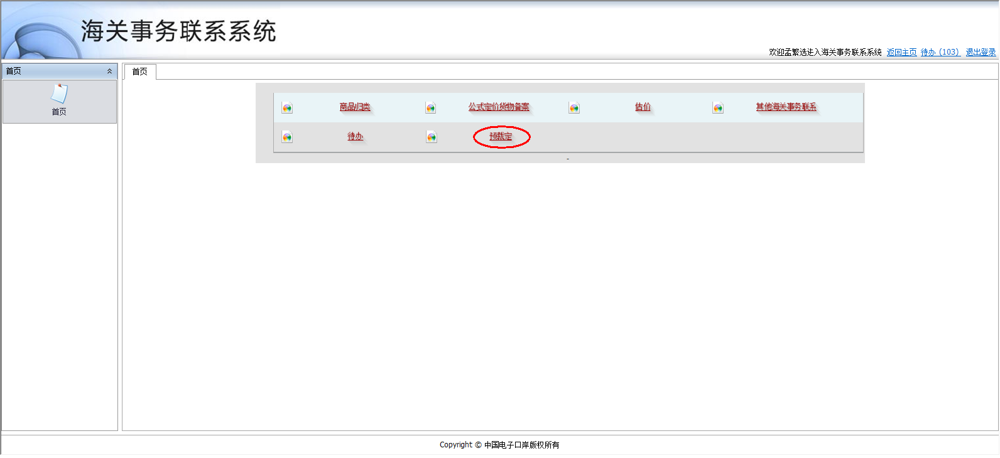 海关事务联系系统
欢迎孟繁选进入海关事务联系系统 返回主页 待办（103） 退出登录
首页
首页
首页
商品归类 公式定价货物备案 估价 其他海关事务联系
待办 预裁定
-
Copyright © 中国电子口岸版权所有